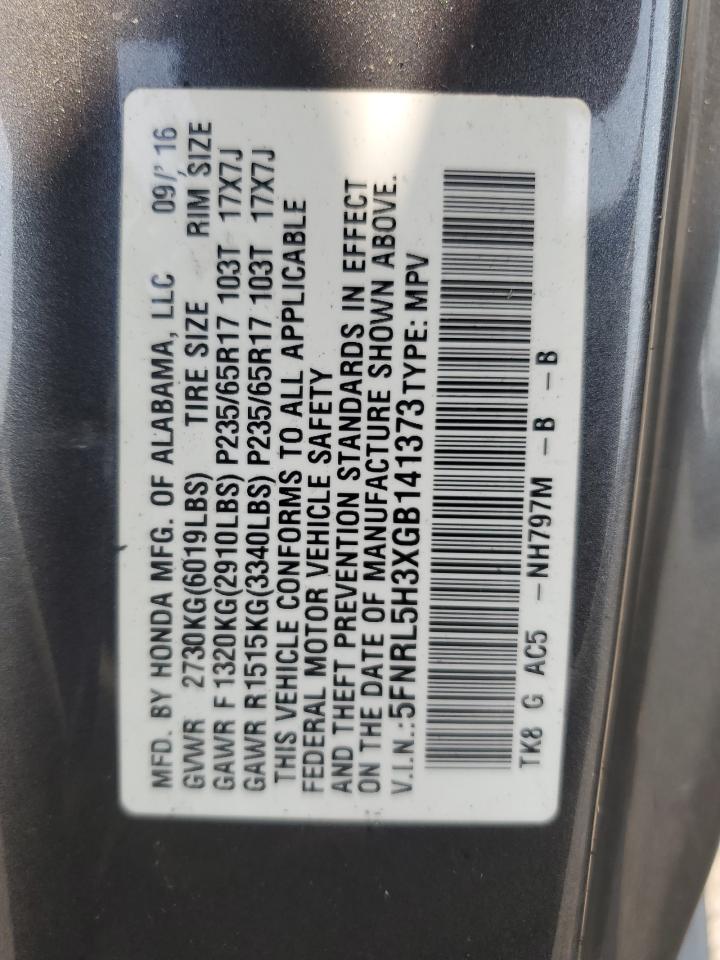 MFD. BY HONDA MFG. OF ALABAMA, LLC 09/'16
GVWR 2730KG(6019LBS) TIRE SIZE RIM SIZE
GAWR F 1320KG(2910LBS) P235/65R17 103T 17X7J
GAWR R 1515KG(3340LBS) P235/65R17 103T 17X7J
THIS VEHICLE CONFORMS TO ALL APPLICABLE
FEDERAL MOTOR VEHICLE SAFETY
AND THEFT PREVENTION STANDARDS IN EFFECT
ON THE DATE OF MANUFACTURE SHOWN ABOVE.
V.I.N.:5FNRL5H3XGB141373 TYPE: MPV
TK8 G AC5 -NH797M -B -B